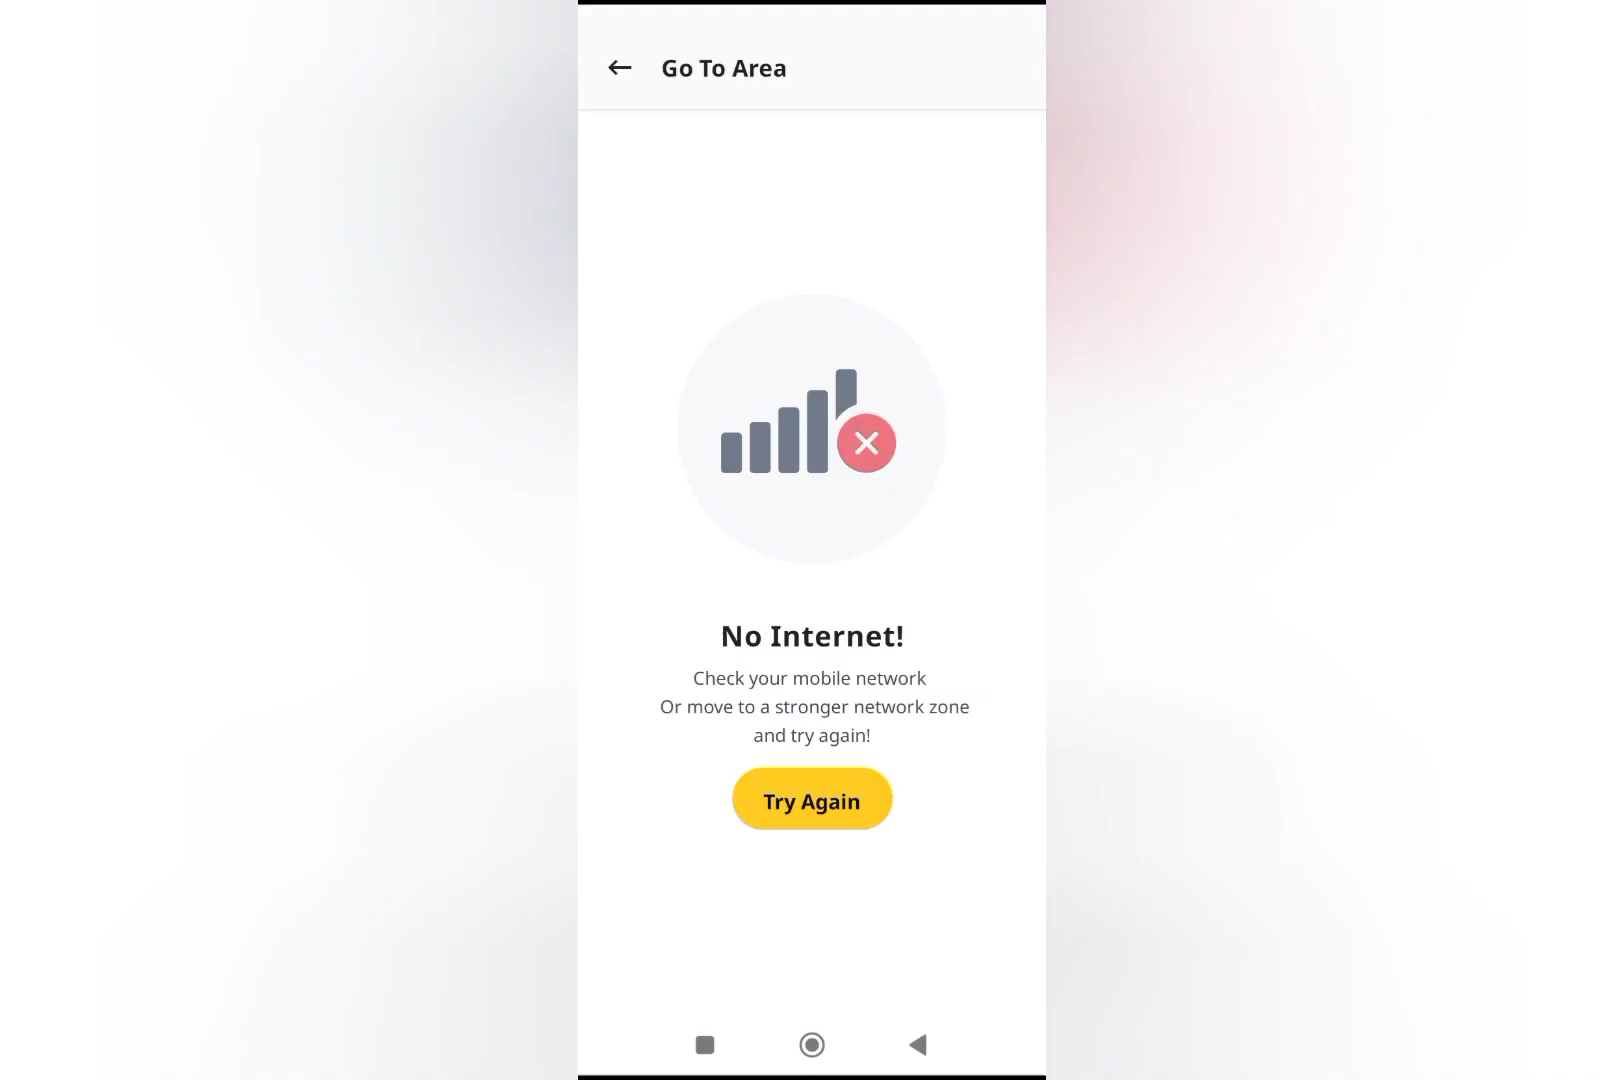 Go To Area
No Internet!
Check your mobile network
Or move to a stronger network zone
and try again!
Try Again